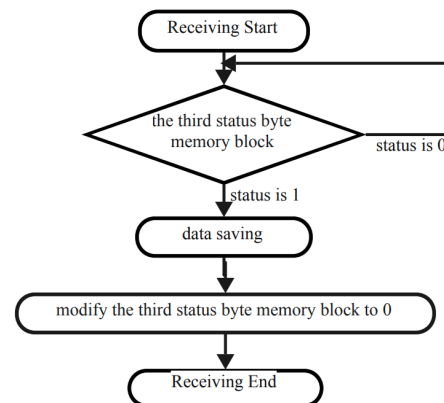 Receiving Start
the third status byte
memory block
status is 0
status is 1
data saving
modify the third status byte memory block to 0
Receiving End